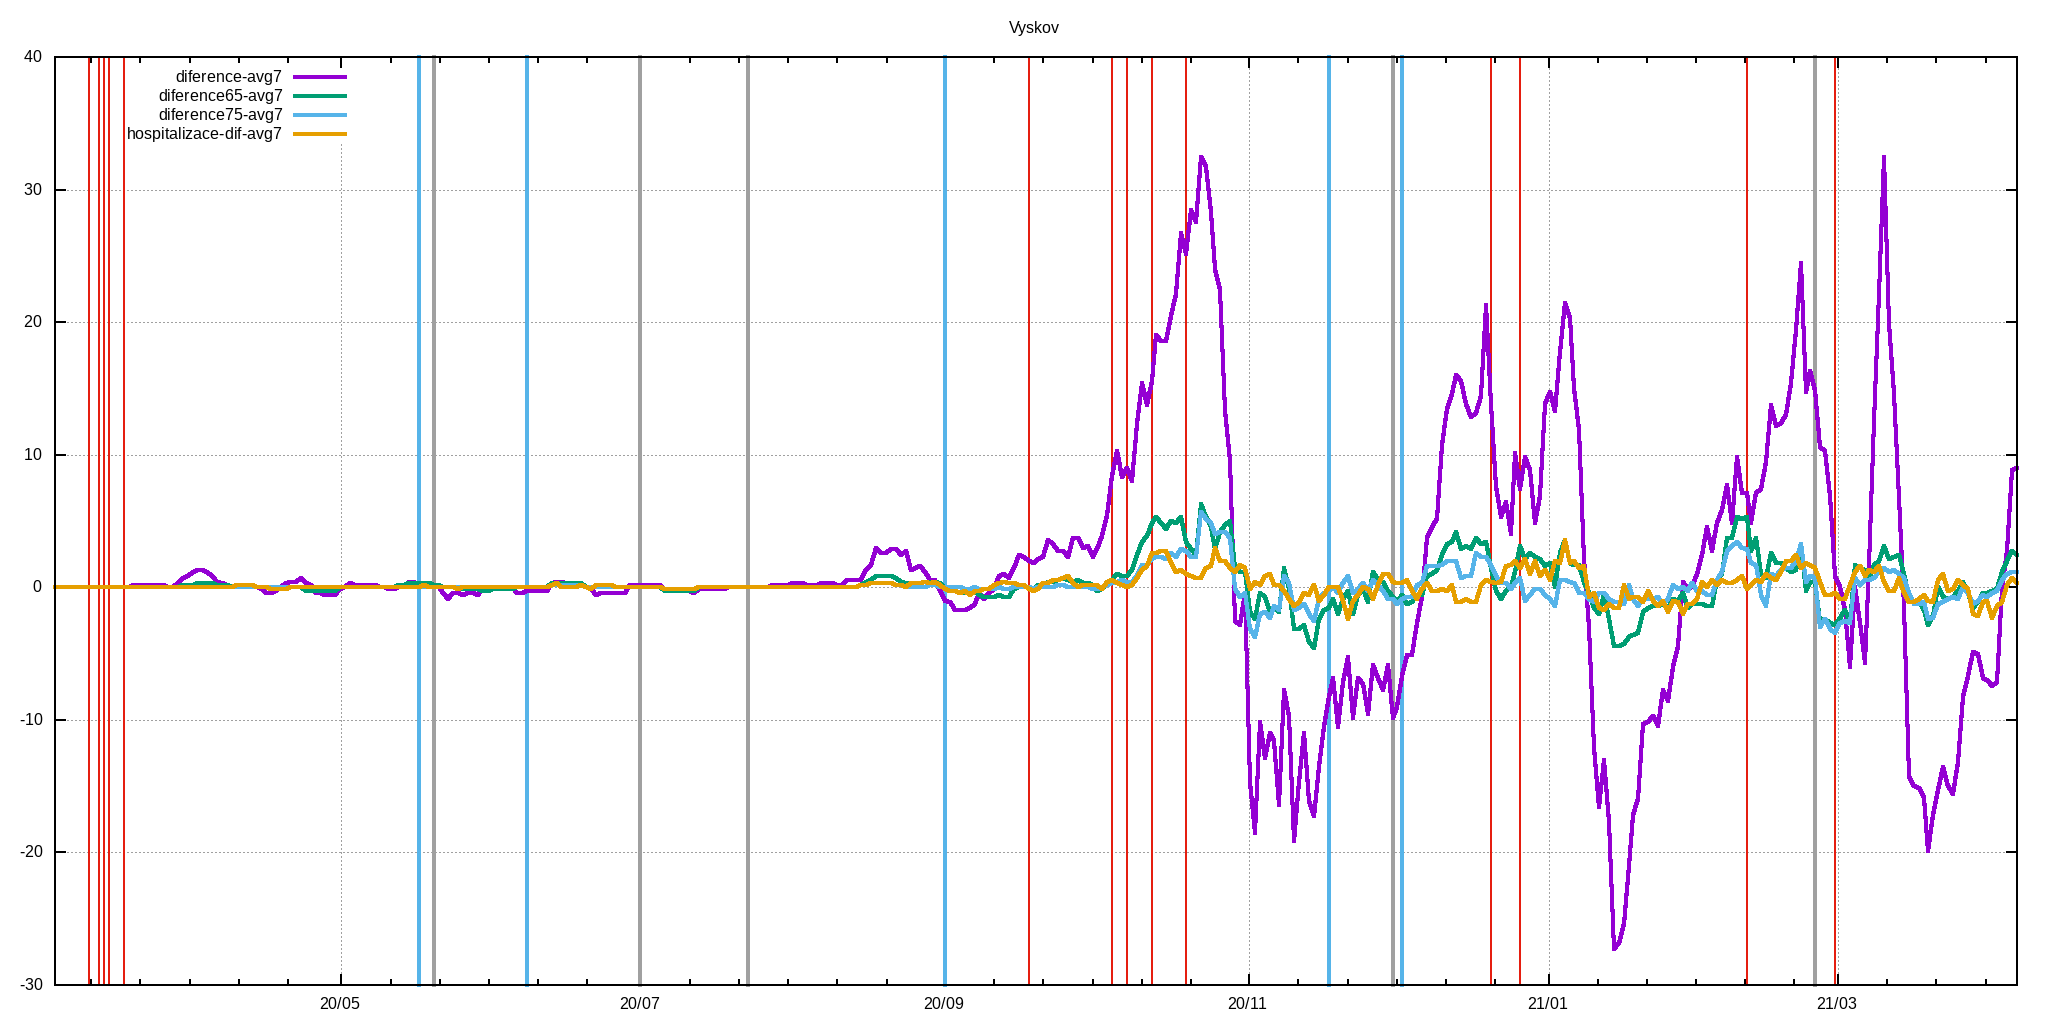 Vyskov
40
diference-avg7
diference65-avg7
diference75-avg7
hospitalizace-dif-avg7
30
20
10
0
-10
-20
-30
20/05 20/07 20/09 20/11 21/01 21/03